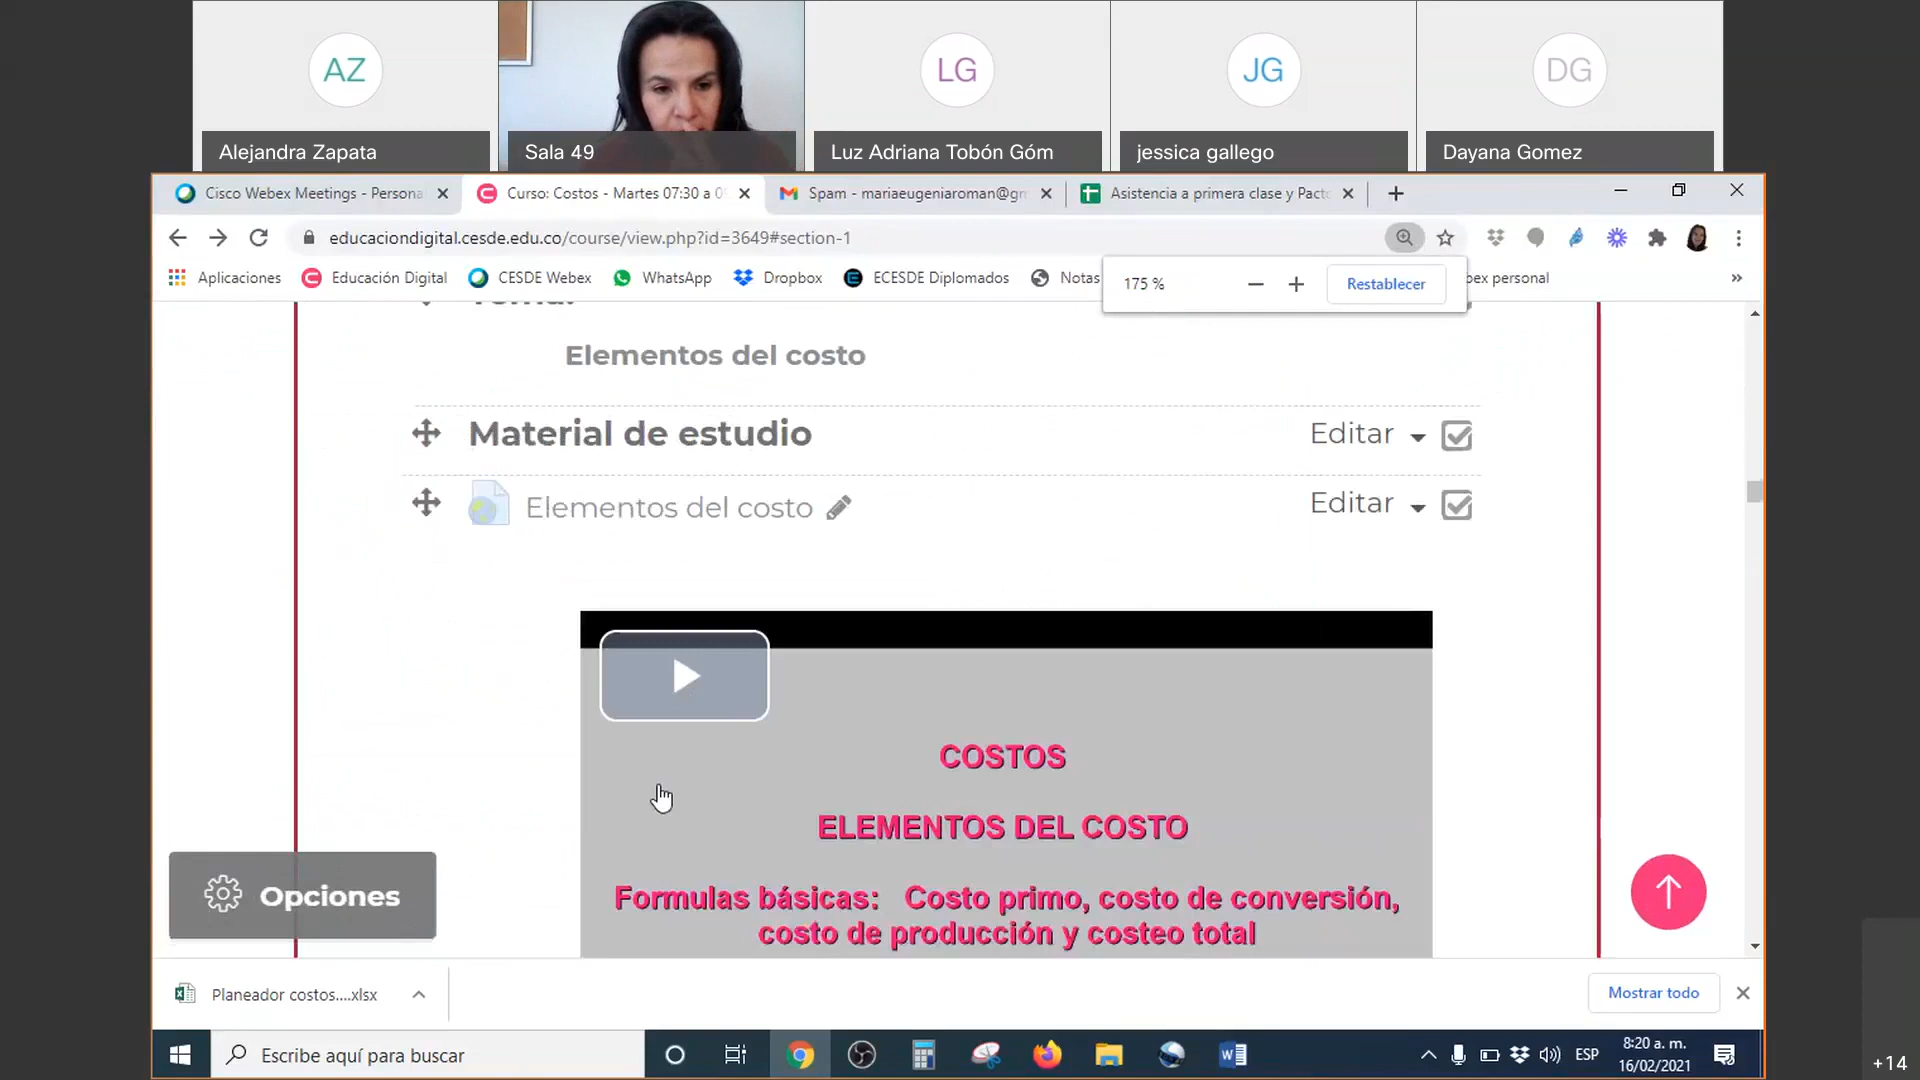 AZ
LG
JG
DG
Alejandra Zapata
Sala 49
Luz Adriana Tobón Góm
jessica gallego
Dayana Gomez
Cisco Webex Meetings - Persona
Curso: Costos - Martes 07:30 a 0
Spam - mariaeugeniaroman@gm
Asistencia a primera clase y Pacto
educaciondigital.cesde.edu.co/course/view.php?id=3649#section-1
Aplicaciones
Educación Digital
CESDE Webex
WhatsApp
Dropbox
ECESDE Diplomados
Notas
bex personal
»
175 %
Restablecer
Tema:
Elementos del costo
Material de estudio
Editar
Elementos del costo
Editar
COSTOS
ELEMENTOS DEL COSTO
Formulas básicas: Costo primo, costo de conversión,
costo de producción y costeo total
Opciones
Planeador costos....xlsx
Mostrar todo
Escribe aquí para buscar
ESP
8:20 a. m.
16/02/2021
+14